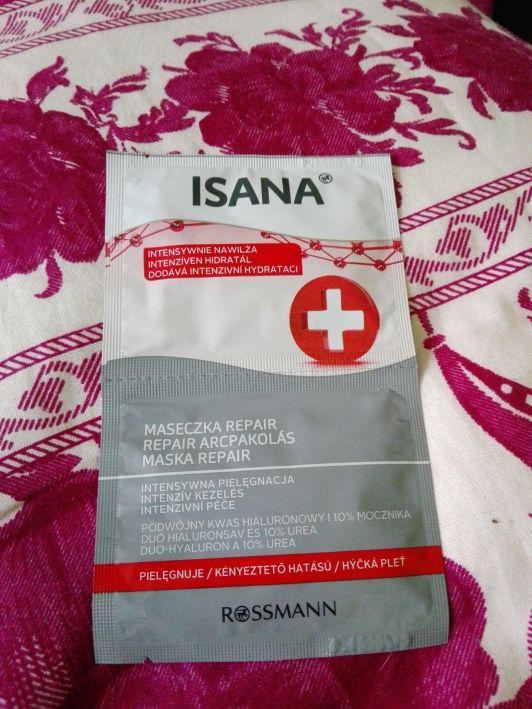 ISANA
INTENSYWNIE NAWILŻA
INTENZÍVEN HIDRATÁL
DODÁVÁ INTENZIVNÍ HYDRATACI
MASECZKA REPAIR
REPAIR ARCPAKOLÁS
MASKA REPAIR
INTENSYWNA PIELĘGNACJA
INTENZÍV KEZELÉS
INTENZIVNÍ PÉČE
PODWÓJNY KWAS HIALURONOWY I 10% MOCZNIKA
DUÓ HIALURONSAV ÉS 10% UREA
DUO-HYALURON A 10% UREA
PIELĘGNUJE / KÉNYEZTETŐ HATÁSÚ / HÝČKÁ PLEŤ
ROSSMANN